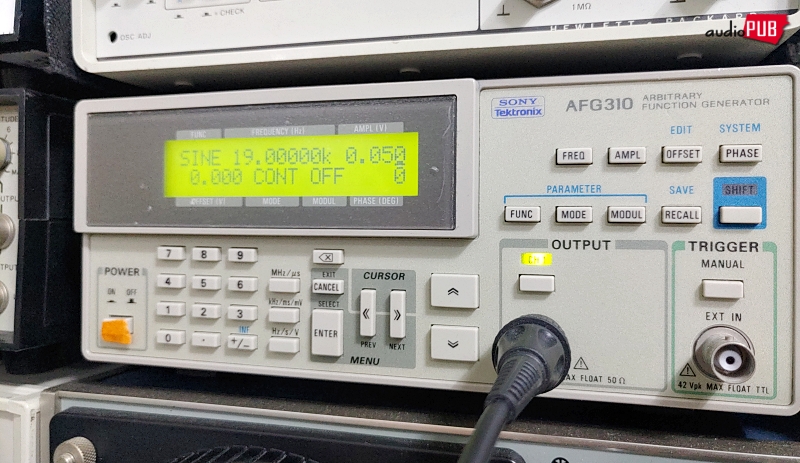 + CHECK
OSC ADJ
1MΩ
HEWLETT • PACKARD
audioPUB
SONY
Tektronix
AFG310
ARBITRARY
FUNCTION GENERATOR
FUNC FREQUENCY (Hz) AMPL (V)
SINE 19.00000k 0.050
0.000 CONT OFF 0
OFFSET (V) MODE MODUL PHASE (DEG)
EDIT SYSTEM
FREQ AMPL OFFSET PHASE
PARAMETER SAVE SHIFT
FUNC MODE MODUL RECALL
POWER
ON OFF
7 8 9
4 5 6
1 2 3
INF
0 . +/−
MHz/µs
kHz/ms/mV
Hz/s/V
EXIT
CANCEL
SELECT
ENTER
CURSOR
PREV NEXT
MENU
OUTPUT
CH1
MAX FLOAT 50 Ω
TRIGGER
MANUAL
EXT IN
42 Vpk MAX FLOAT TTL